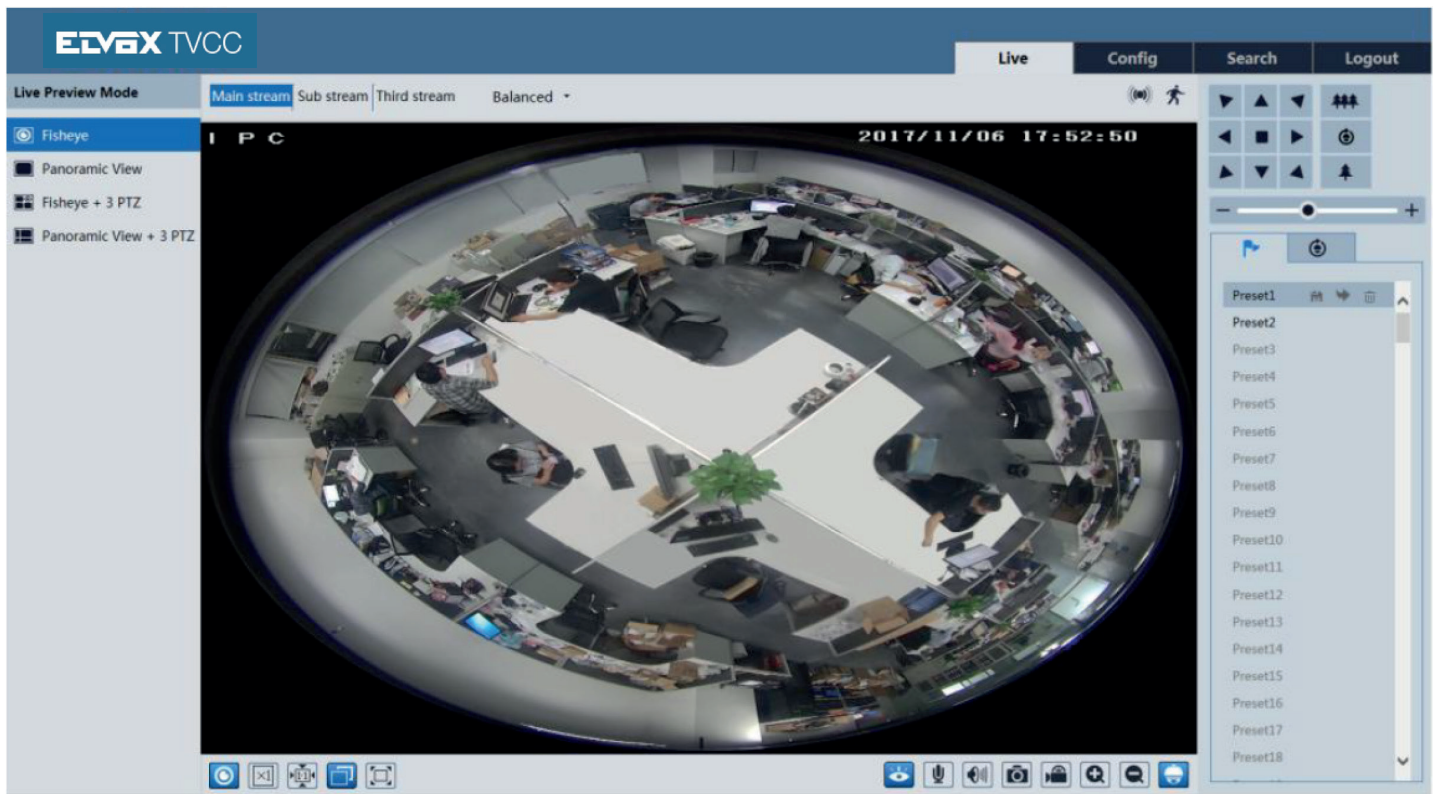 ELVOX TVCC
Live Config Search Logout
Live Preview Mode
Main stream Sub stream Third stream Balanced
Fisheye
Panoramic View
Fisheye + 3 PTZ
Panoramic View + 3 PTZ
I P C 2017/11/06 17:52:50
Preset1
Preset2
Preset3
Preset4
Preset5
Preset6
Preset7
Preset8
Preset9
Preset10
Preset11
Preset12
Preset13
Preset14
Preset15
Preset16
Preset17
Preset18
1:1